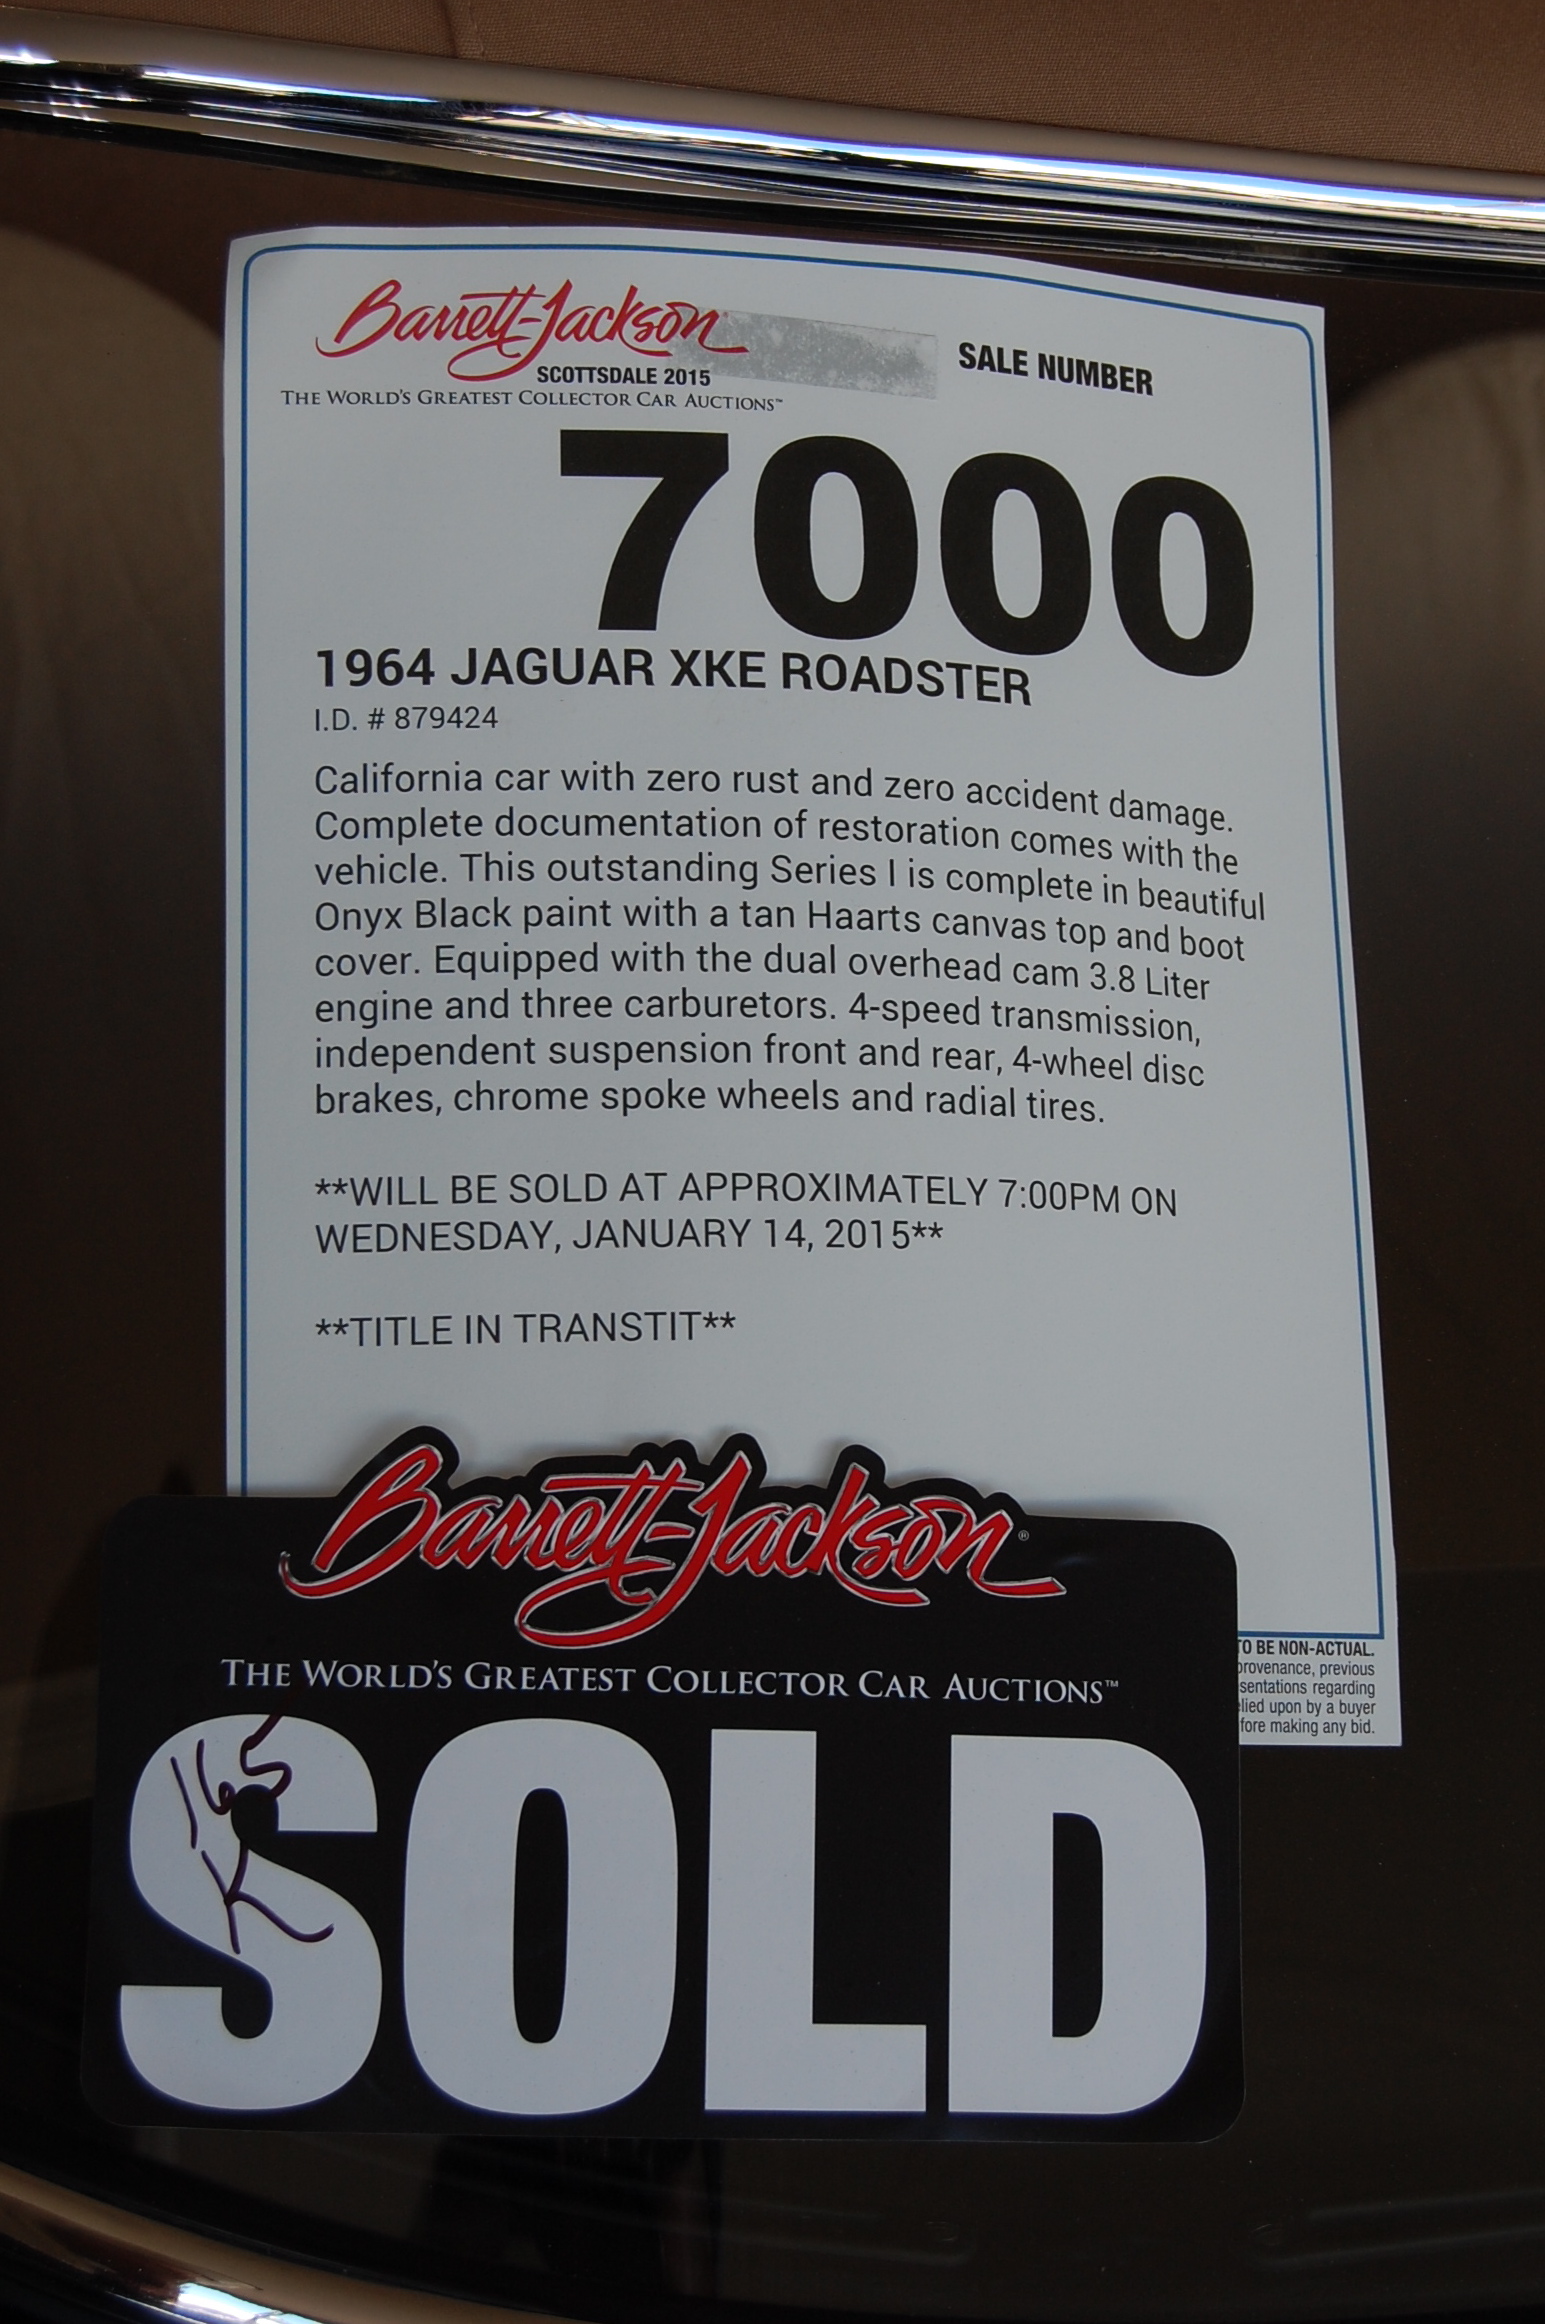 Barrett-Jackson
SCOTTSDALE 2015
THE WORLD'S GREATEST COLLECTOR CAR AUCTIONS™
SALE NUMBER
7000
1964 JAGUAR XKE ROADSTER
I.D. # 879424
California car with zero rust and zero accident damage.
Complete documentation of restoration comes with the
vehicle. This outstanding Series I is complete in beautiful
Onyx Black paint with a tan Haarts canvas top and boot
cover. Equipped with the dual overhead cam 3.8 Liter
engine and three carburetors. 4-speed transmission,
independent suspension front and rear, 4-wheel disc
brakes, chrome spoke wheels and radial tires.
**WILL BE SOLD AT APPROXIMATELY 7:00PM ON
WEDNESDAY, JANUARY 14, 2015**
**TITLE IN TRANSTIT**
TO BE NON-ACTUAL.
provenance, previous
regarding
upon by a buyer
making any bid.
Barrett-Jackson®
THE WORLD'S GREATEST COLLECTOR CAR AUCTIONS™
165
K
SOLD